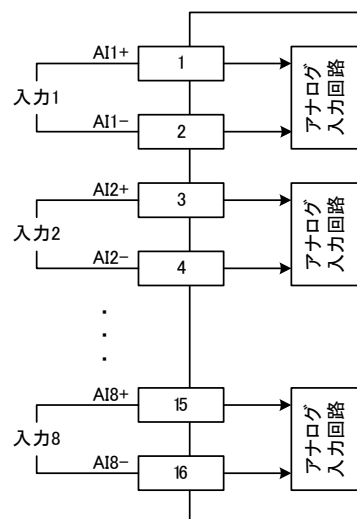 AI1+
1
入力1
AI1-
2
アナログ
入力回路
AI2+
3
入力2
AI2-
4
アナログ
入力回路
・
・
・
AI8+
15
入力8
AI8-
16
アナログ
入力回路